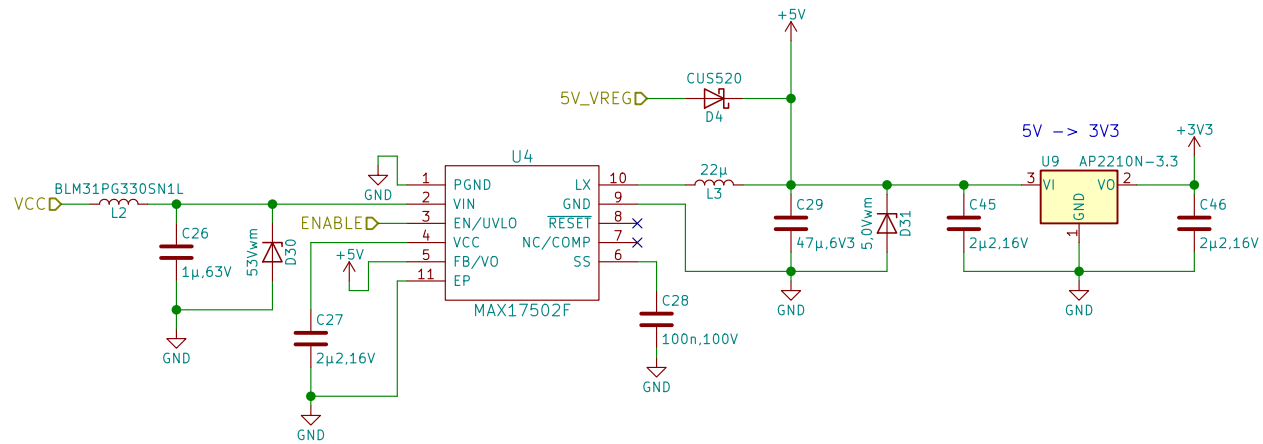 +5V
CUS520
5V_VREG
D4
5V -> 3V3
+3V3
U4
U9 AP2210N-3.3
22µ
L3
3 VI VO 2
GND
1
BLM31PG330SN1L
VCC
L2
GND
1 PGND LX 10
2 VIN GND 9
ENABLE 3 EN/UVLO RESET 8
4 VCC NC/COMP 7
5 FB/VO SS 6
11 EP
MAX17502F
C26
1µ,63V
53Vwm
D30
+5V
GND
C27
2µ2,16V
GND
C28
100n,100V
GND
C29
47µ,6V3
5,0Vwm
D31
GND
C45
2µ2,16V
GND
C46
2µ2,16V